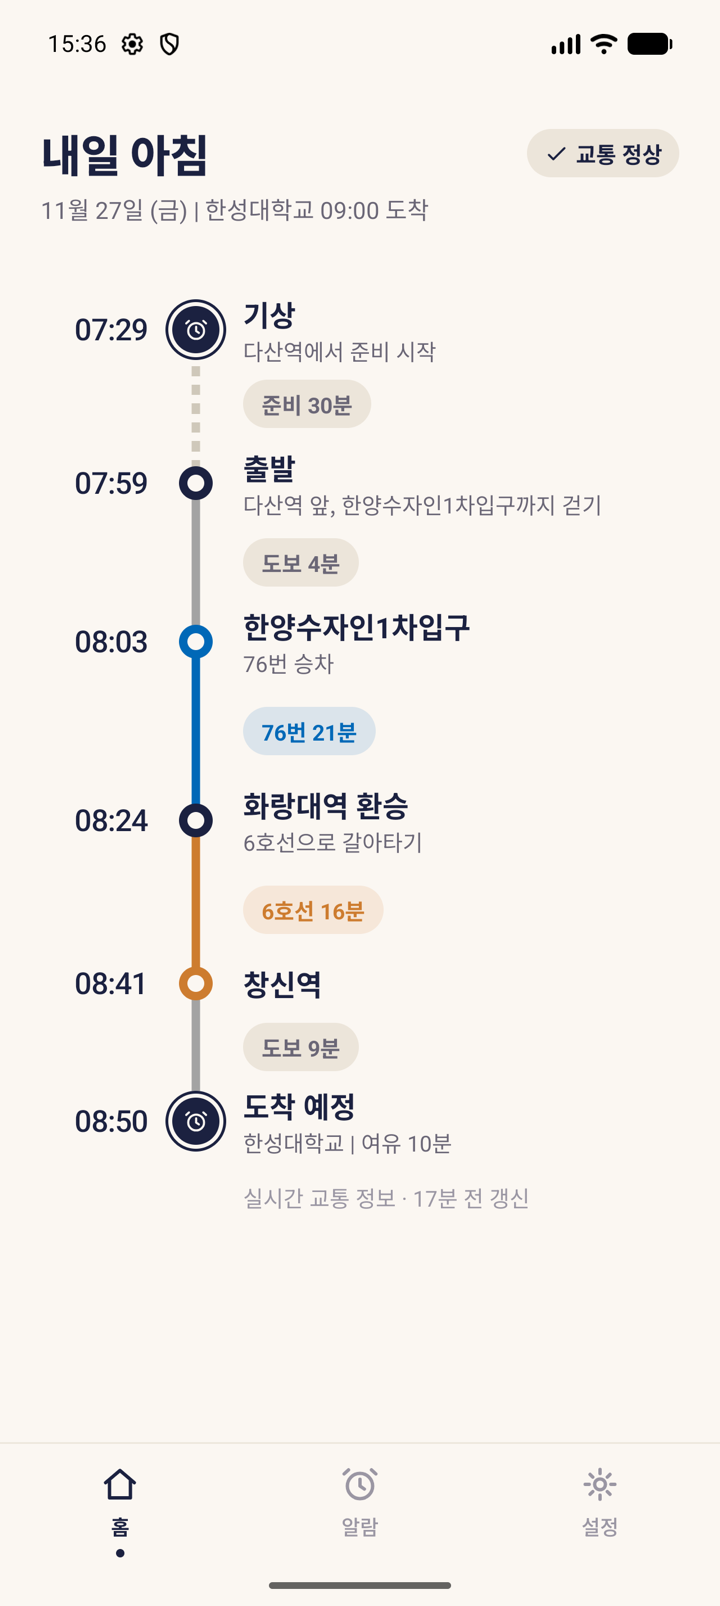 15:36
내일 아침
교통 정상
11월 27일 (금) | 한성대학교 09:00 도착
07:29
기상
다산역에서 준비 시작
준비 30분
07:59
출발
다산역 앞, 한양수자인1차입구까지 걷기
도보 4분
08:03
한양수자인1차입구
76번 승차
76번 21분
08:24
화랑대역 환승
6호선으로 갈아타기
6호선 16분
08:41
창신역
도보 9분
08:50
도착 예정
한성대학교 | 여유 10분
실시간 교통 정보 · 17분 전 갱신
홈
알람
설정